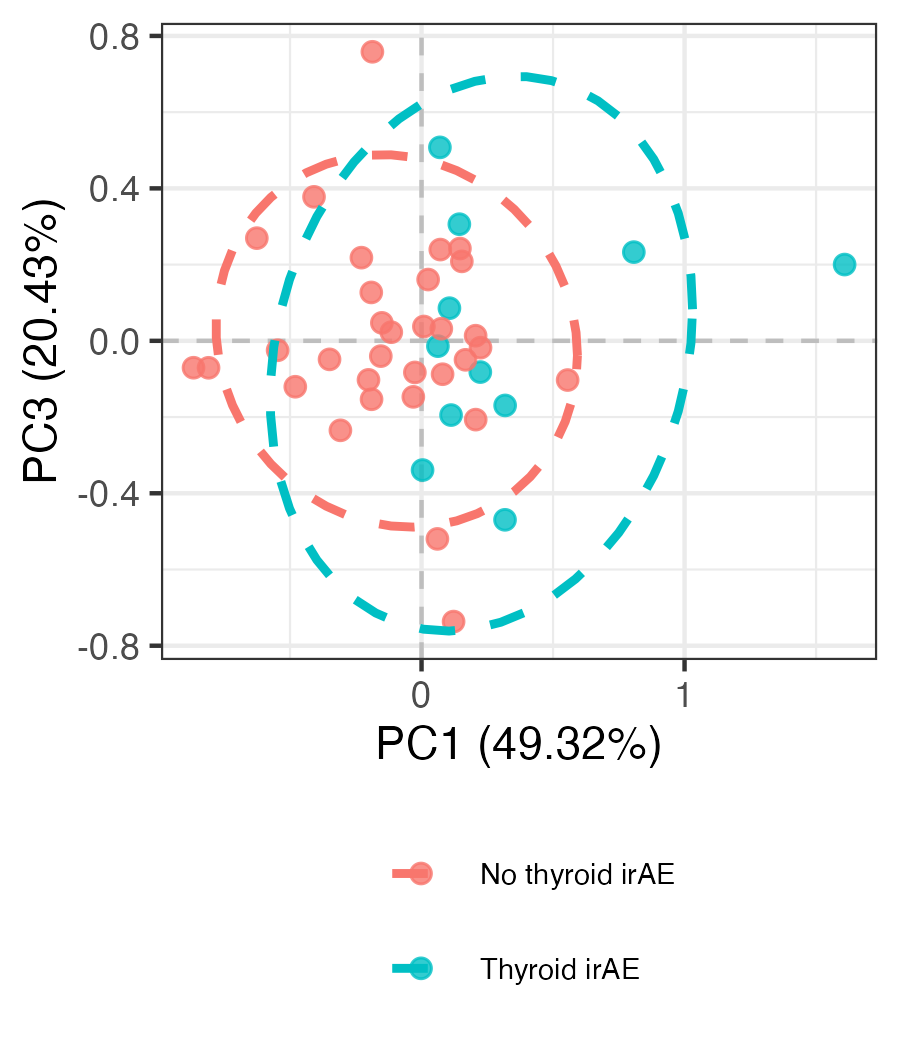 0.8
0.4
0.0
-0.4
-0.8
PC3 (20.43%)
0 1
PC1 (49.32%)
No thyroid irAE
Thyroid irAE